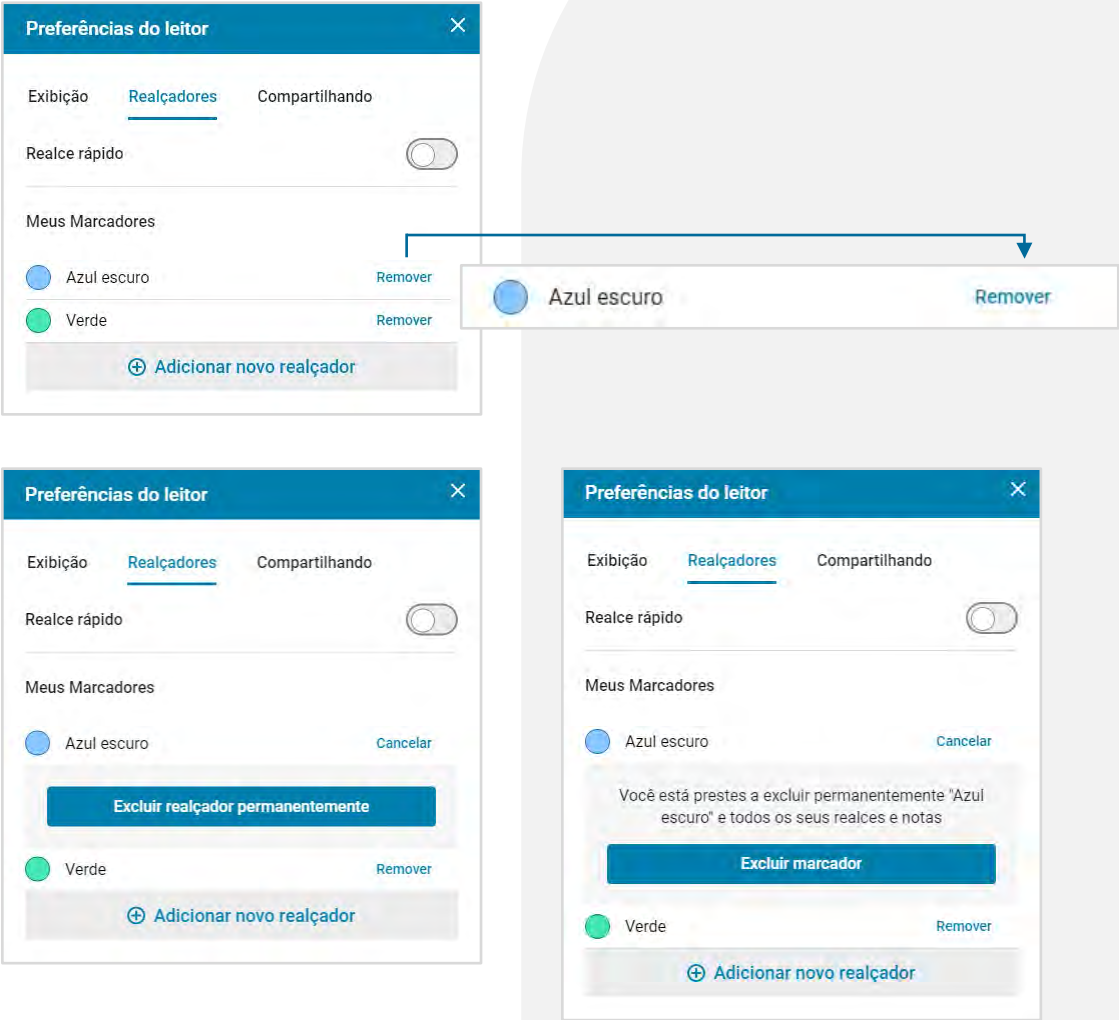 Preferências do leitor
Exibição Realçadores Compartilhando
Realce rápido
Meus Marcadores
Azul escuro Remover
Verde Remover
Adicionar novo realçador
Azul escuro Remover
Preferências do leitor
Exibição Realçadores Compartilhando
Realce rápido
Meus Marcadores
Azul escuro Cancelar
Excluir realçador permanentemente
Verde Remover
Adicionar novo realçador
Preferências do leitor
Exibição Realçadores Compartilhando
Realce rápido
Meus Marcadores
Azul escuro Cancelar
Você está prestes a excluir permanentemente "Azul
escuro" e todos os seus realces e notas
Excluir marcador
Verde Remover
Adicionar novo realçador